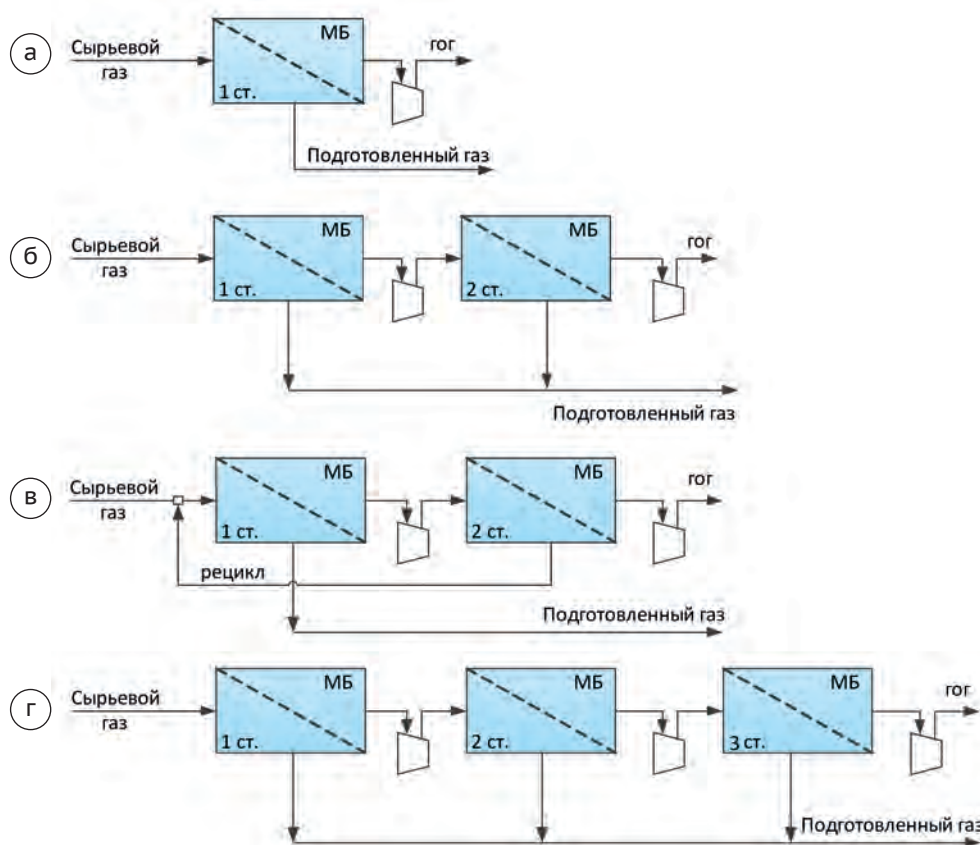 а
Сырьевой
газ
МБ
1 ст.
гог
Подготовленный газ
б
Сырьевой
газ
МБ
1 ст.
МБ
2 ст.
гог
Подготовленный газ
в
Сырьевой
газ
МБ
1 ст.
МБ
2 ст.
гог
рецикл
Подготовленный газ
г
Сырьевой
газ
МБ
1 ст.
МБ
2 ст.
МБ
3 ст.
гог
Подготовленный газ